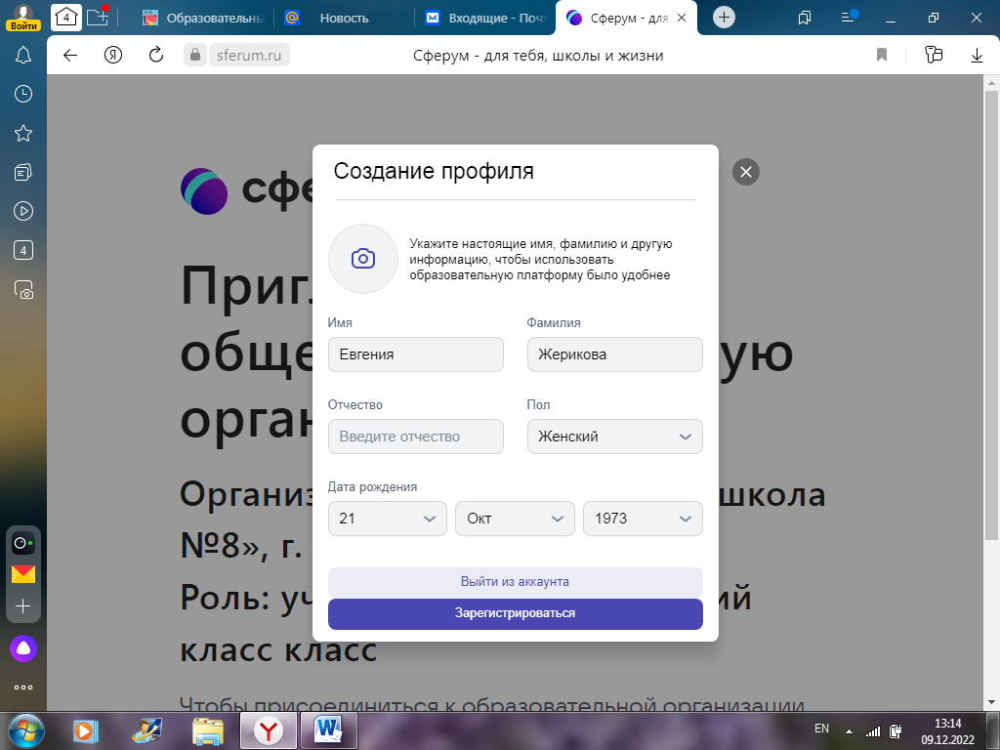 Войти
4
Образовательны
Новость
Входящие - Почт
Сферум - для
sferum.ru
Сферум - для тебя, школы и жизни
4
сфе
Создание профиля
Укажите настоящие имя, фамилию и другую
информацию, чтобы использовать
образовательную платформу было удобнее
Приг
Имя
Фамилия
обще
Евгения
Жерикова
ую
Отчество
Пол
орган
Введите отчество
Женский
Дата рождения
Организ
школа
21
Окт
1973
№8», г.
Выйти из аккаунта
Роль: уч
ий
Зарегистрироваться
класс класс
Чтобы присоединиться к образовательной организации
EN
13:14
09.12.2022